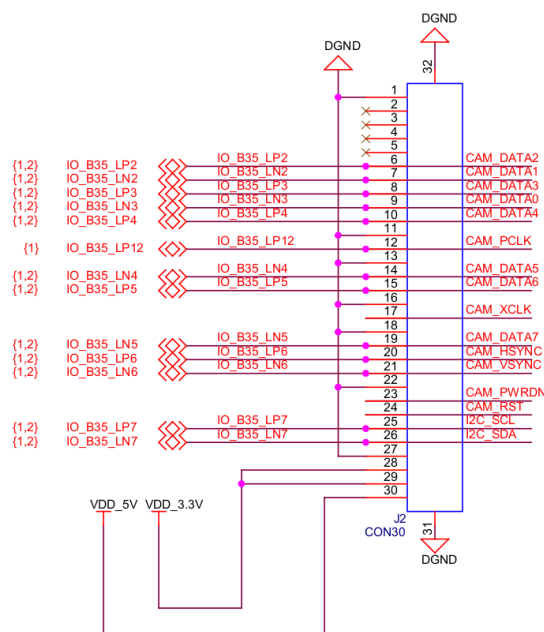 DGND
DGND
32
1
2
3
4
5
{1,2} IO_B35_LP2 IO_B35_LP2 6 CAM_DATA2
{1,2} IO_B35_LN2 IO_B35_LN2 7 CAM_DATA1
{1,2} IO_B35_LP3 IO_B35_LP3 8 CAM_DATA3
{1,2} IO_B35_LN3 IO_B35_LN3 9 CAM_DATA0
{1,2} IO_B35_LP4 IO_B35_LP4 10 CAM_DATA4
11
{1} IO_B35_LP12 IO_B35_LP12 12 CAM_PCLK
13
{1,2} IO_B35_LN4 IO_B35_LN4 14 CAM_DATA5
{1,2} IO_B35_LP5 IO_B35_LP5 15 CAM_DATA6
16
17 CAM_XCLK
18
{1,2} IO_B35_LN5 IO_B35_LN5 19 CAM_DATA7
{1,2} IO_B35_LP6 IO_B35_LP6 20 CAM_HSYNC
{1,2} IO_B35_LN6 IO_B35_LN6 21 CAM_VSYNC
22
23 CAM_PWRDN
24 CAM_RST
{1,2} IO_B35_LP7 IO_B35_LP7 25 I2C_SCL
{1,2} IO_B35_LN7 IO_B35_LN7 26 I2C_SDA
27
28
29
30
VDD_5V VDD_3.3V
J2
CON30
31
DGND